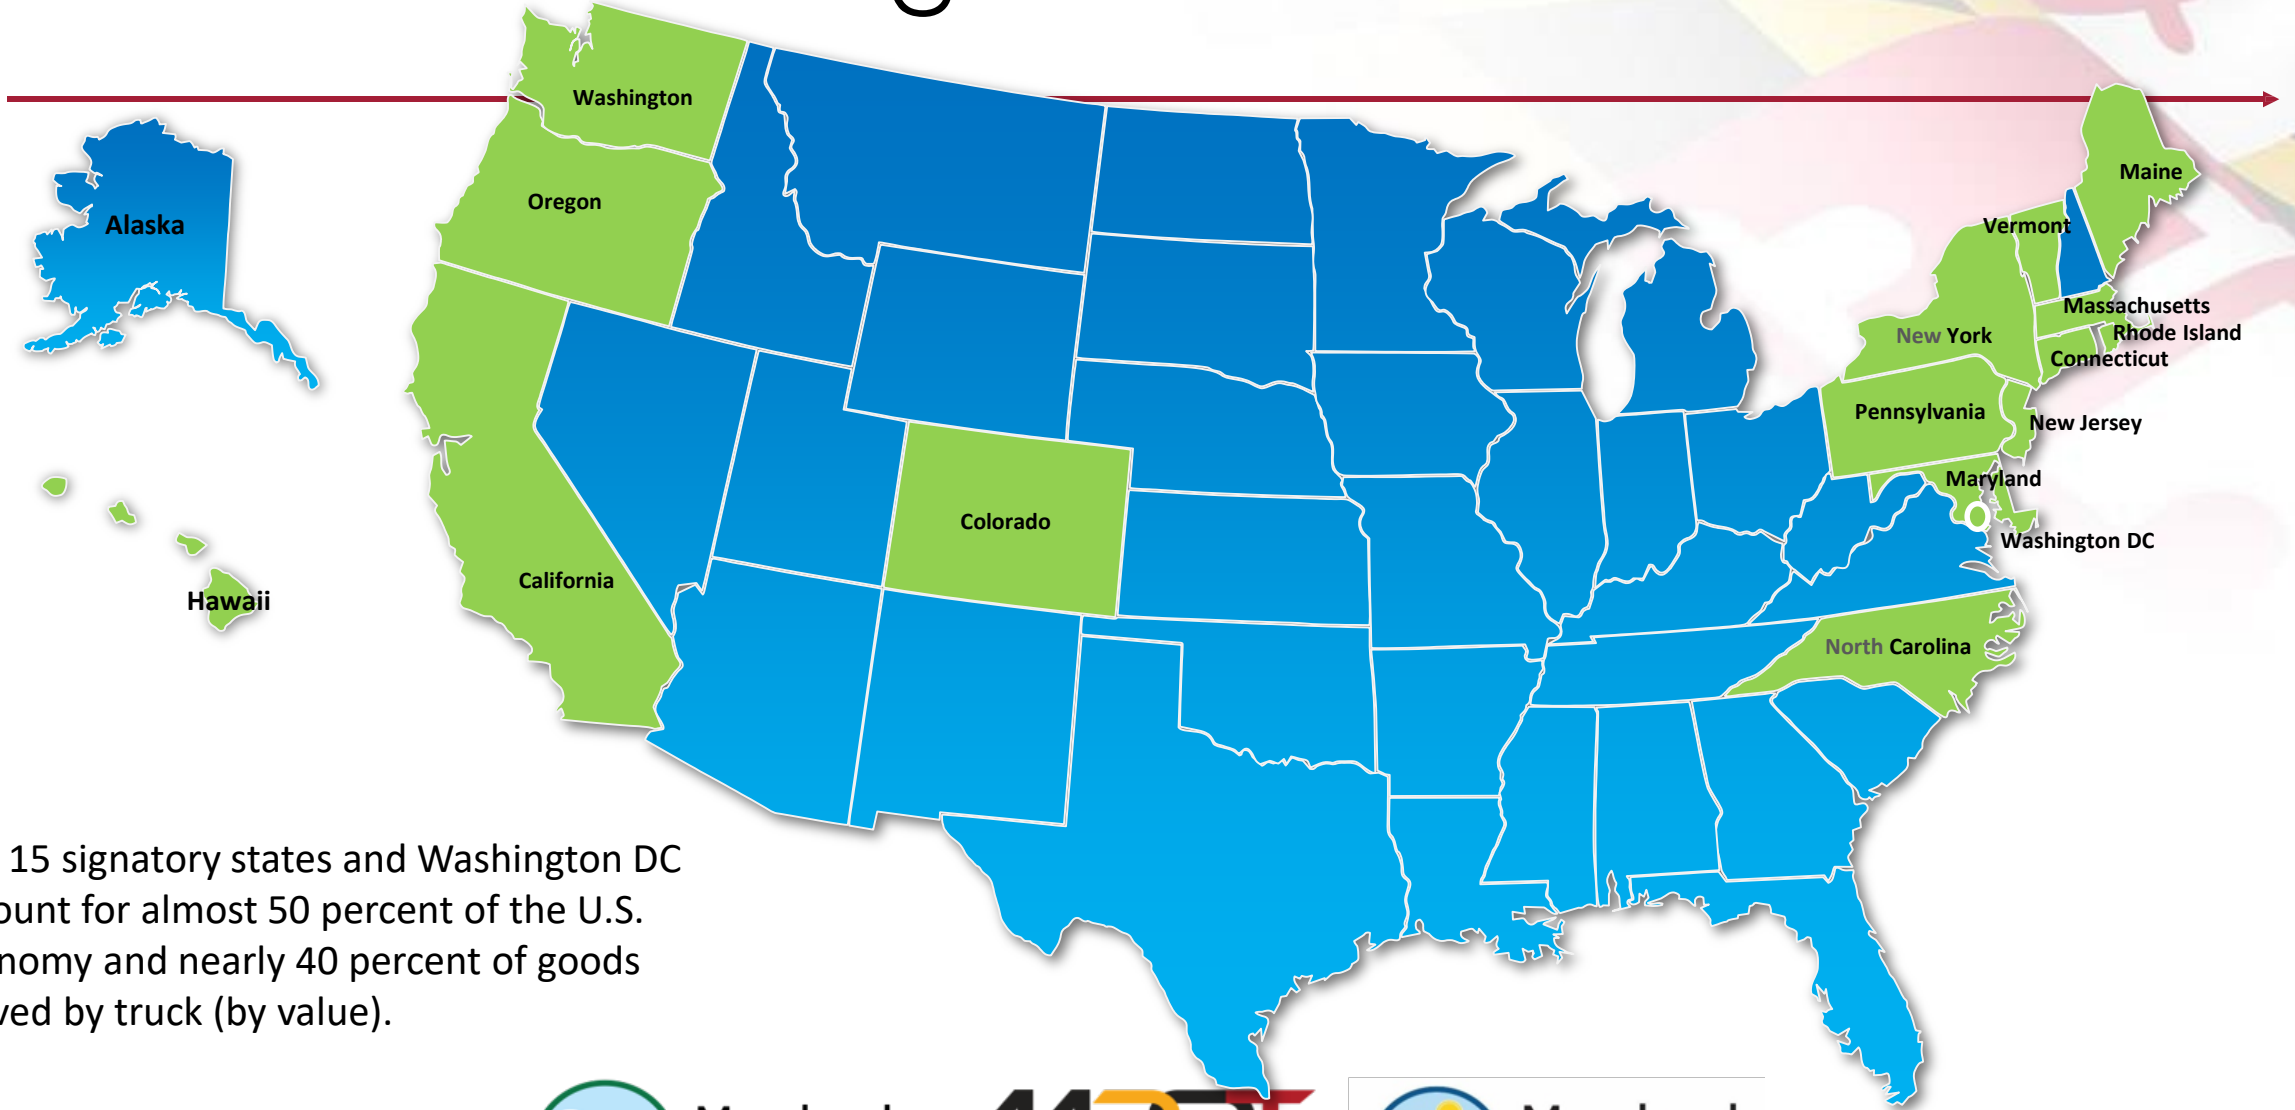 Washington
Maine
Oregon
Alaska
Vermont
Massachusetts
Rhode Island
New York
Connecticut
Pennsylvania
New Jersey
Maryland
Colorado
Washington DC
California
Hawaii
North Carolina
15 signatory states and Washington DC
ount for almost 50 percent of the U.S.
nomy and nearly 40 percent of goods
ved by truck (by value).